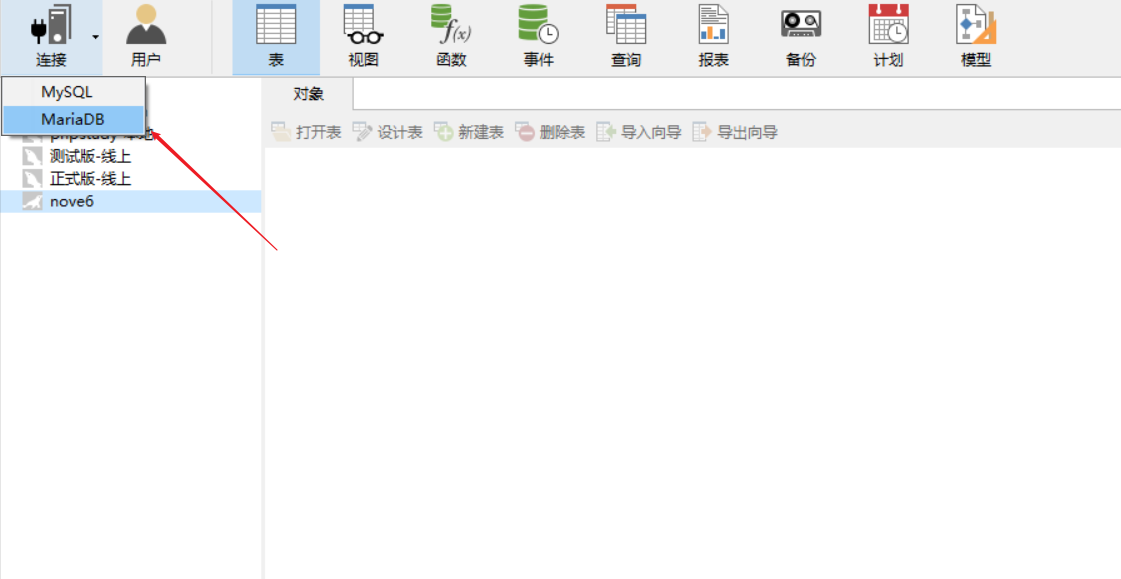 连接 用户 表 视图 函数 事件 查询 报表 备份 计划 模型
MySQL
MariaDB
对象
打开表 设计表 新建表 删除表 导入向导 导出向导
测试版-线上
正式版-线上
nove6